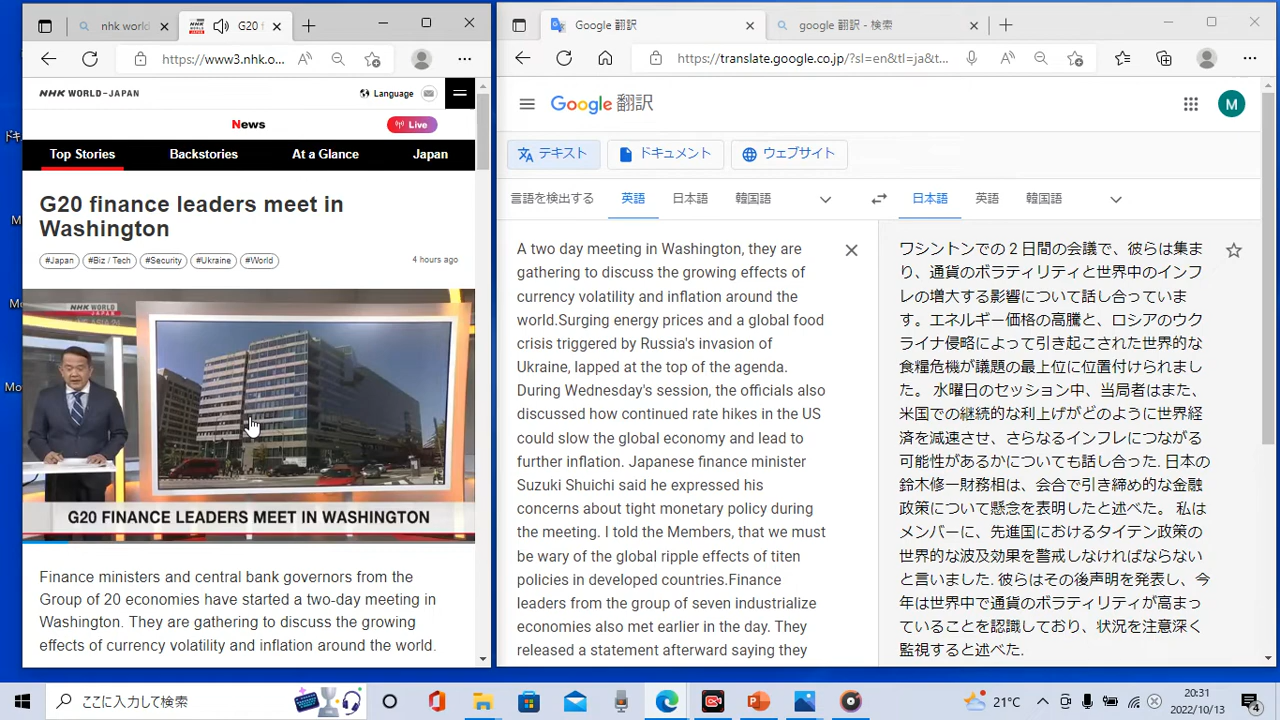 nhk world
G20 f
https://www3.nhk.o...
NHK WORLD-JAPAN
Language
News
Live
Top Stories
Backstories
At a Glance
Japan
G20 finance leaders meet in
Washington
#Japan
#Biz / Tech
#Security
#Ukraine
#World
4 hours ago
NHK WORLD
JAPAN
G20 FINANCE LEADERS MEET IN WASHINGTON
Finance ministers and central bank governors from the
Group of 20 economies have started a two-day meeting in
Washington. They are gathering to discuss the growing
effects of currency volatility and inflation around the world.
Google 翻訳
google 翻訳 - 検索
https://translate.google.co.jp/?sl=en&tl=ja&t...
Google 翻訳
M
テキスト
ドキュメント
ウェブサイト
言語を検出する
英語
日本語
韓国語
日本語
英語
韓国語
A two day meeting in Washington, they are
gathering to discuss the growing effects of
currency volatility and inflation around the
world.Surging energy prices and a global food
crisis triggered by Russia's invasion of
Ukraine, lapped at the top of the agenda.
During Wednesday's session, the officials also
discussed how continued rate hikes in the US
could slow the global economy and lead to
further inflation. Japanese finance minister
Suzuki Shuichi said he expressed his
concerns about tight monetary policy during
the meeting. I told the Members, that we must
be wary of the global ripple effects of titen
policies in developed countries.Finance
leaders from the group of seven industrialize
economies also met earlier in the day. They
released a statement afterward saying they
ワシントンでの 2 日間の会議で、彼らは集ま
り、通貨のボラティリティと世界中のインフ
レの増大する影響について話し合っていま
す。エネルギー価格の高騰と、ロシアのウク
ライナ侵略によって引き起こされた世界的な
食糧危機が議題の最上位に位置付けられまし
た。 水曜日のセッション中、当局者はまた、
米国での継続的な利上げがどのように世界経
済を減速させ、さらなるインフレにつながる
可能性があるかについても話し合った. 日本の
鈴木修一財務相は、会合で引き締め的な金融
政策について懸念を表明したと述べた。 私は
メンバーに、先進国におけるタイテン政策の
世界的な波及効果を警戒しなければならない
と言いました. 彼らはその後声明を発表し、今
年は世界中で通貨のボラティリティが高まっ
ていることを認識しており、状況を注意深く
監視すると述べた.
ここに入力して検索
21°C
20:31
2022/10/13
4